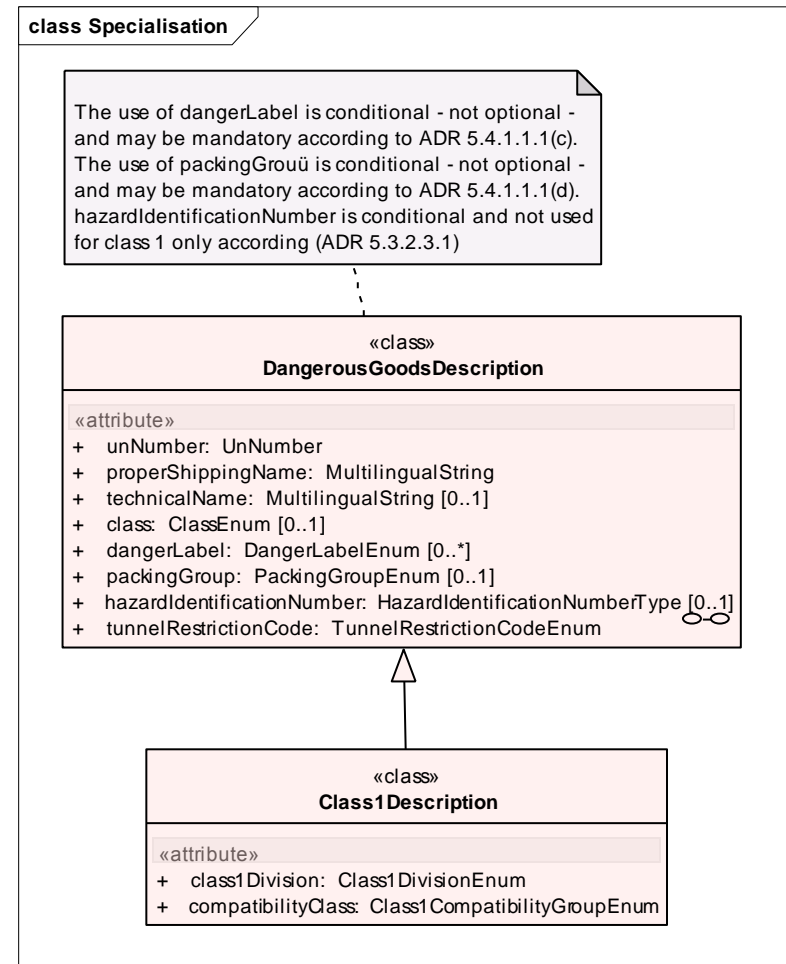 class Specialisation
The use of dangerLabel is conditional - not optional -
and may be mandatory according to ADR 5.4.1.1.1(c).
The use of packingGrouü is conditional - not optional -
and may be mandatory according to ADR 5.4.1.1.1(d).
hazardIdentificationNumber is conditional and not used
for class 1 only according (ADR 5.3.2.3.1)
«class»
DangerousGoodsDescription
«attribute»
+ unNumber: UnNumber
+ properShippingName: MultilingualString
+ technicalName: MultilingualString [0..1]
+ class: ClassEnum [0..1]
+ dangerLabel: DangerLabelEnum [0..*]
+ packingGroup: PackingGroupEnum [0..1]
+ hazardIdentificationNumber: HazardIdentificationNumberType [0..1]
+ tunnelRestrictionCode: TunnelRestrictionCodeEnum
«class»
Class1Description
«attribute»
+ class1Division: Class1DivisionEnum
+ compatibilityClass: Class1CompatibilityGroupEnum